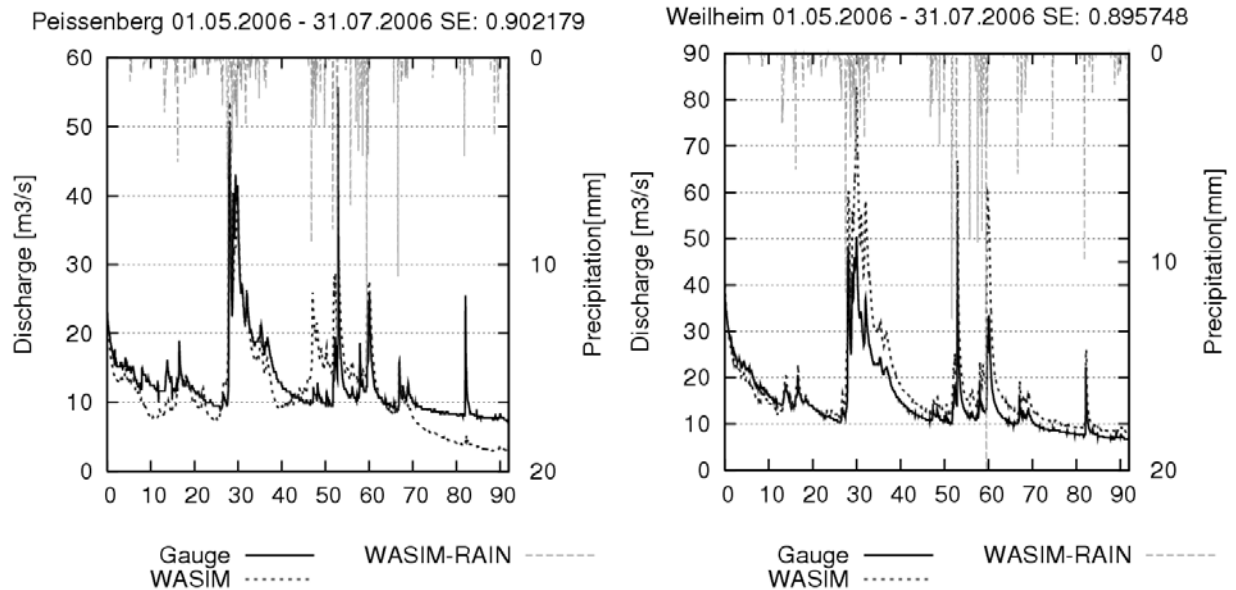 Peissenberg 01.05.2006 - 31.07.2006 SE: 0.902179
60
50
40
30
20
10
0
Discharge [m3/s]
0
10
20
Precipitation[mm]
0 10 20 30 40 50 60 70 80 90
Gauge
WASIM
WASIM-RAIN
Weilheim 01.05.2006 - 31.07.2006 SE: 0.895748
90
80
70
60
50
40
30
20
10
0
Discharge [m3/s]
0
10
20
Precipitation[mm]
0 10 20 30 40 50 60 70 80 90
Gauge
WASIM
WASIM-RAIN